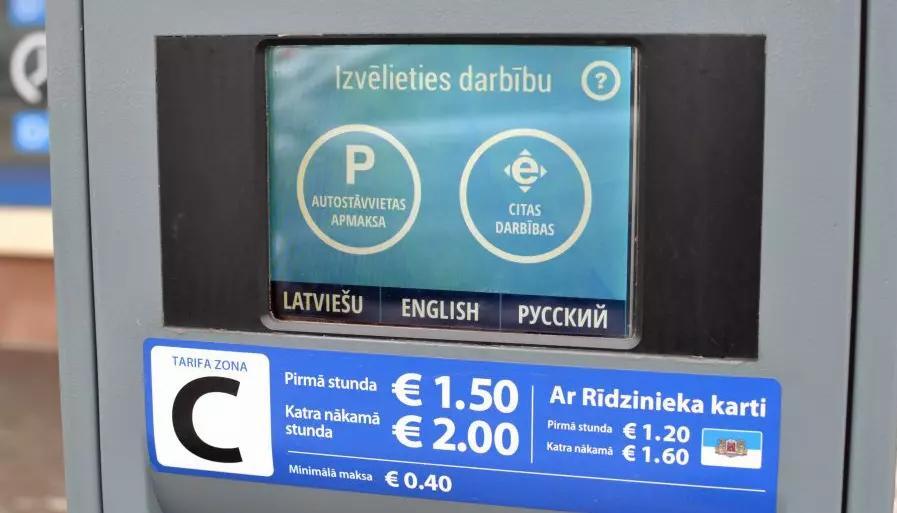 Izvēlieties darbību ?
P
AUTOSTĀVVIETAS
APMAKSA
e
CITAS
DARBĪBAS
LATVIEŠU ENGLISH РУССКИЙ
TARIFA ZONA
C
Pirmā stunda € 1.50
Katra nākamā
stunda € 2.00
Minimālā maksa € 0.40
Ar Rīdzinieka karti
Pirmā stunda € 1.20
Katra nākamā € 1.60